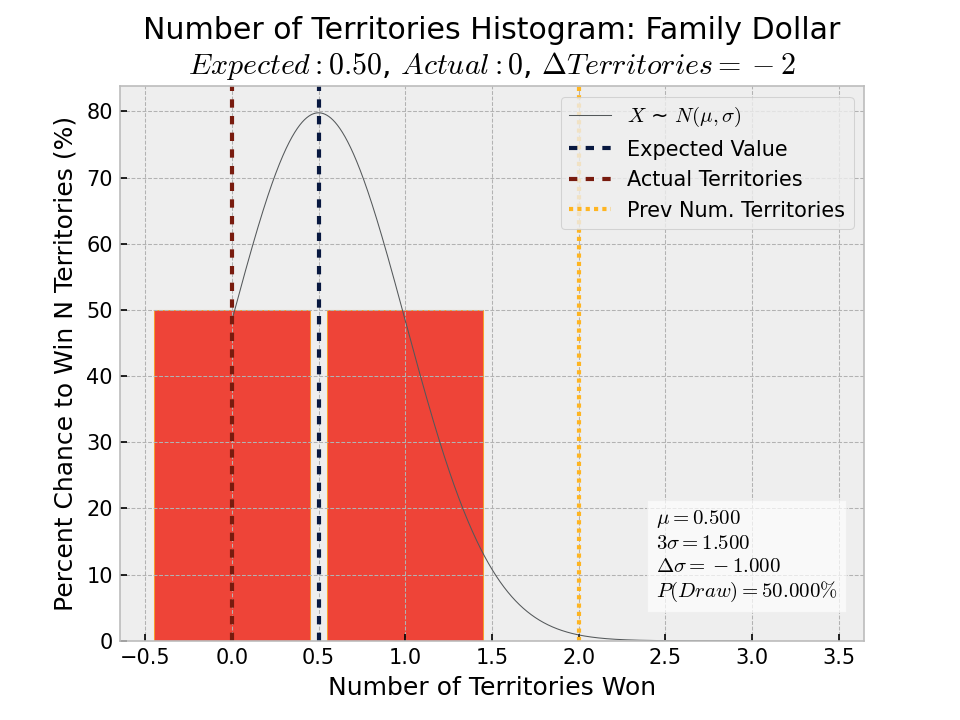 Number of Territories Histogram: Family Dollar
Expected : 0.50, Actual : 0, ΔTerritories = −2
Percent Chance to Win N Territories (%)
80
70
60
50
40
30
20
10
0
X ~ N(μ, σ)
Expected Value
Actual Territories
Prev Num. Territories
μ = 0.500
3σ = 1.500
Δσ = −1.000
P(Draw) = 50.000%
−0.5 0.0 0.5 1.0 1.5 2.0 2.5 3.0 3.5
Number of Territories Won